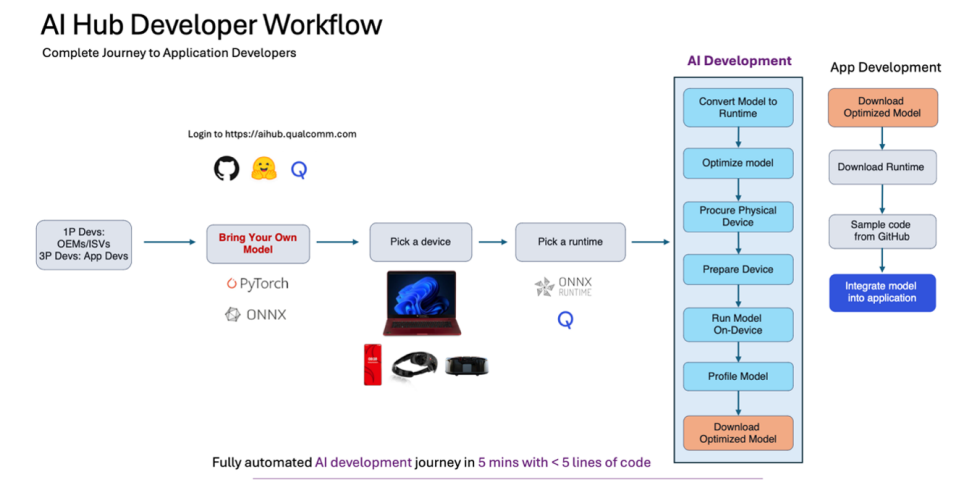 AI Hub Developer Workflow
Complete Journey to Application Developers
Login to https://aihub.qualcomm.com
1P Devs:
OEMs/ISVs
3P Devs: App Devs
Bring Your Own
Model
PyTorch
ONNX
Pick a device
Pick a runtime
ONNX
RUNTIME
AI Development
Convert Model to
Runtime
Optimize model
Procure Physical
Device
Prepare Device
Run Model
On-Device
Profile Model
Download
Optimized Model
App Development
Download
Optimized Model
Download Runtime
Sample code
from GitHub
Integrate model
into application
Fully automated AI development journey in 5 mins with < 5 lines of code